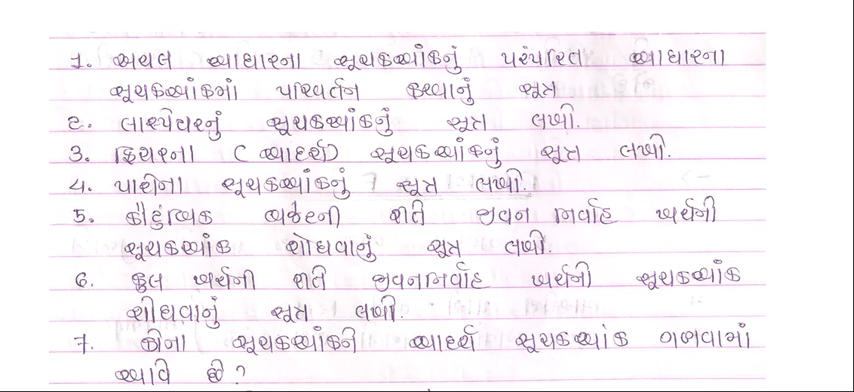 1. અચલ આધારના સૂચકઆંકનું પરંપરિત આધારના
સૂચકઆંકમાં પરિવર્તન કરવાનું સૂત્ર
2. લાસ્પેયરનું સૂચકઆંકનું સૂત્ર લખો.
3. ફિશરના (આદર્શ) સૂચકઆંકનું સૂત્ર લખો.
4. પાશેના સૂચકઆંકનું સૂત્ર લખો.
5. કૌટુંબિક બજેટની રીતે જીવન નિર્વાહ ખર્ચનો
સૂચકઆંક શોધવાનું સૂત્ર લખો.
6. કુલ ખર્ચની રીતે જીવનનિર્વાહ ખર્ચનો સૂચકઆંક
શોધવાનું સૂત્ર લખો.
7. કોના સૂચકઆંકને આદર્શ સૂચકઆંક ગણવામાં
આવે છે?